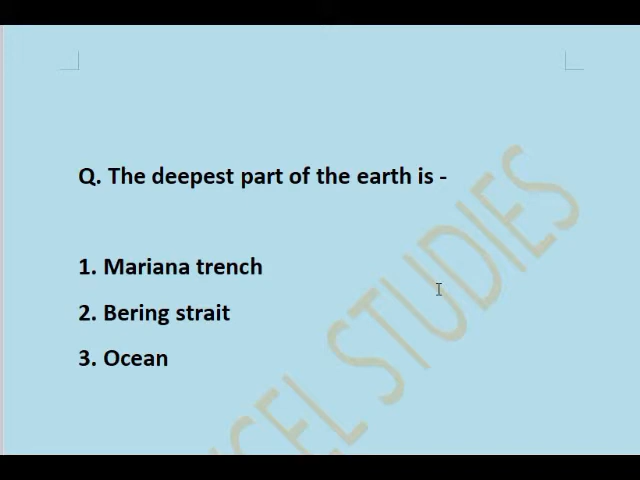 Q. The deepest part of the earth is -
1. Mariana trench
2. Bering strait
3. Ocean
CEL STUDIES